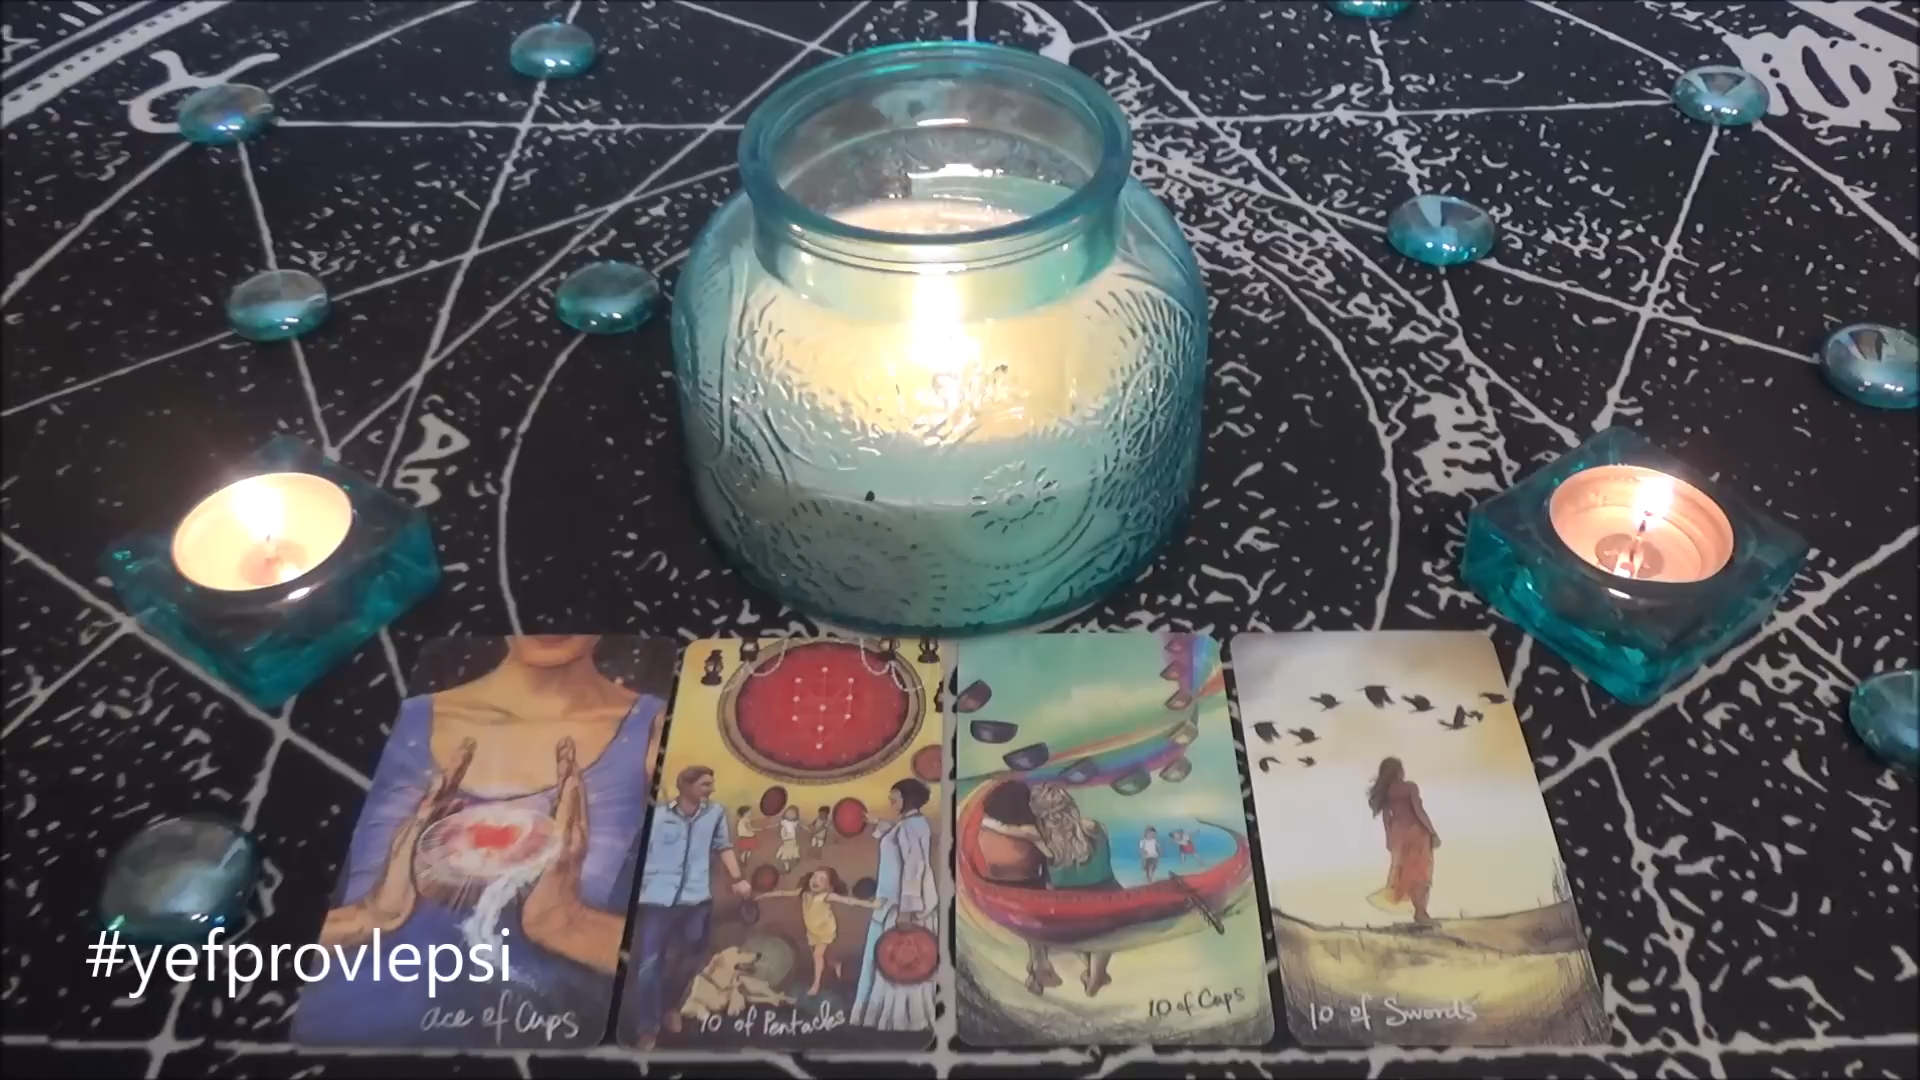 #yefprovlepsi
ace of Cups
10 of Pentacles
10 of Cups
10 of Swords